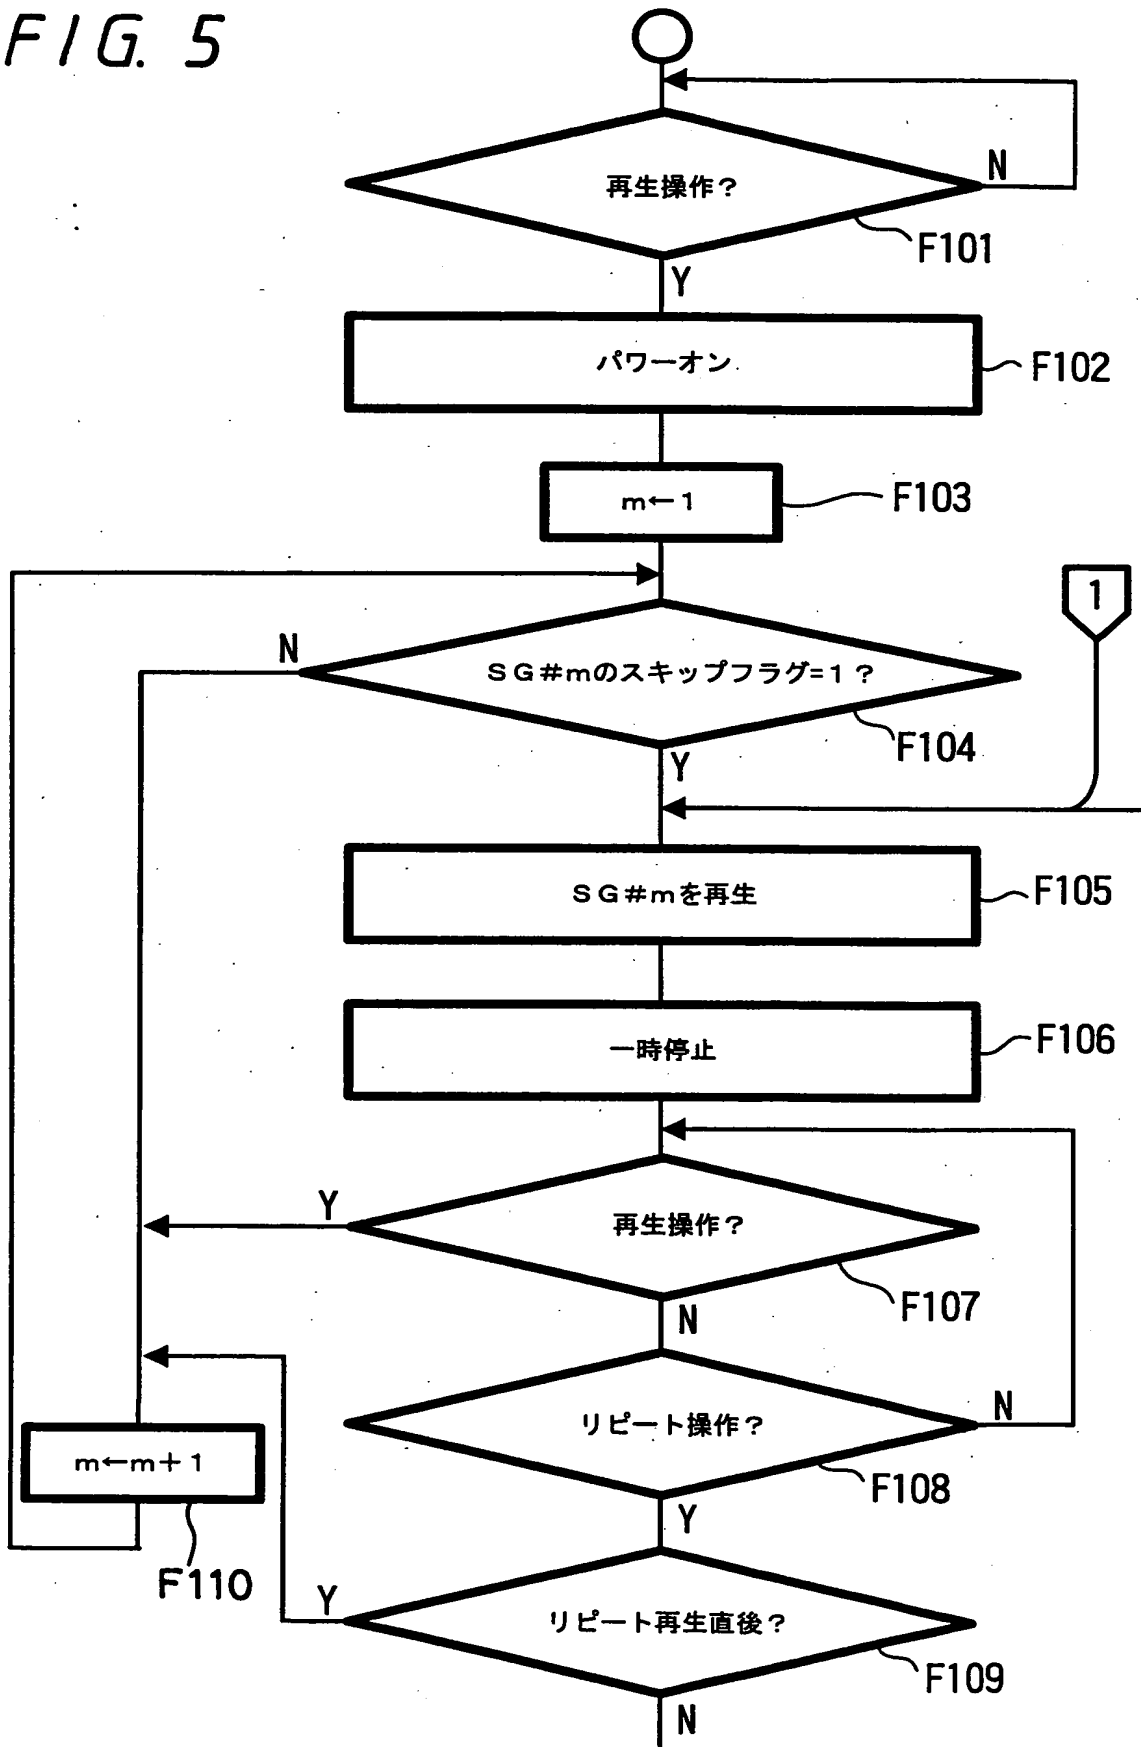 FIG. 5
再生操作？
N
F101
Y
パワーオン
F102
m←1
F103
1
N
SG#mのスキップフラグ=1？
F104
Y
SG#mを再生
F105
一時停止
F106
Y
再生操作？
F107
N
リピート操作？
N
F108
m←m+1
Y
F110
Y
リピート再生直後？
F109
N